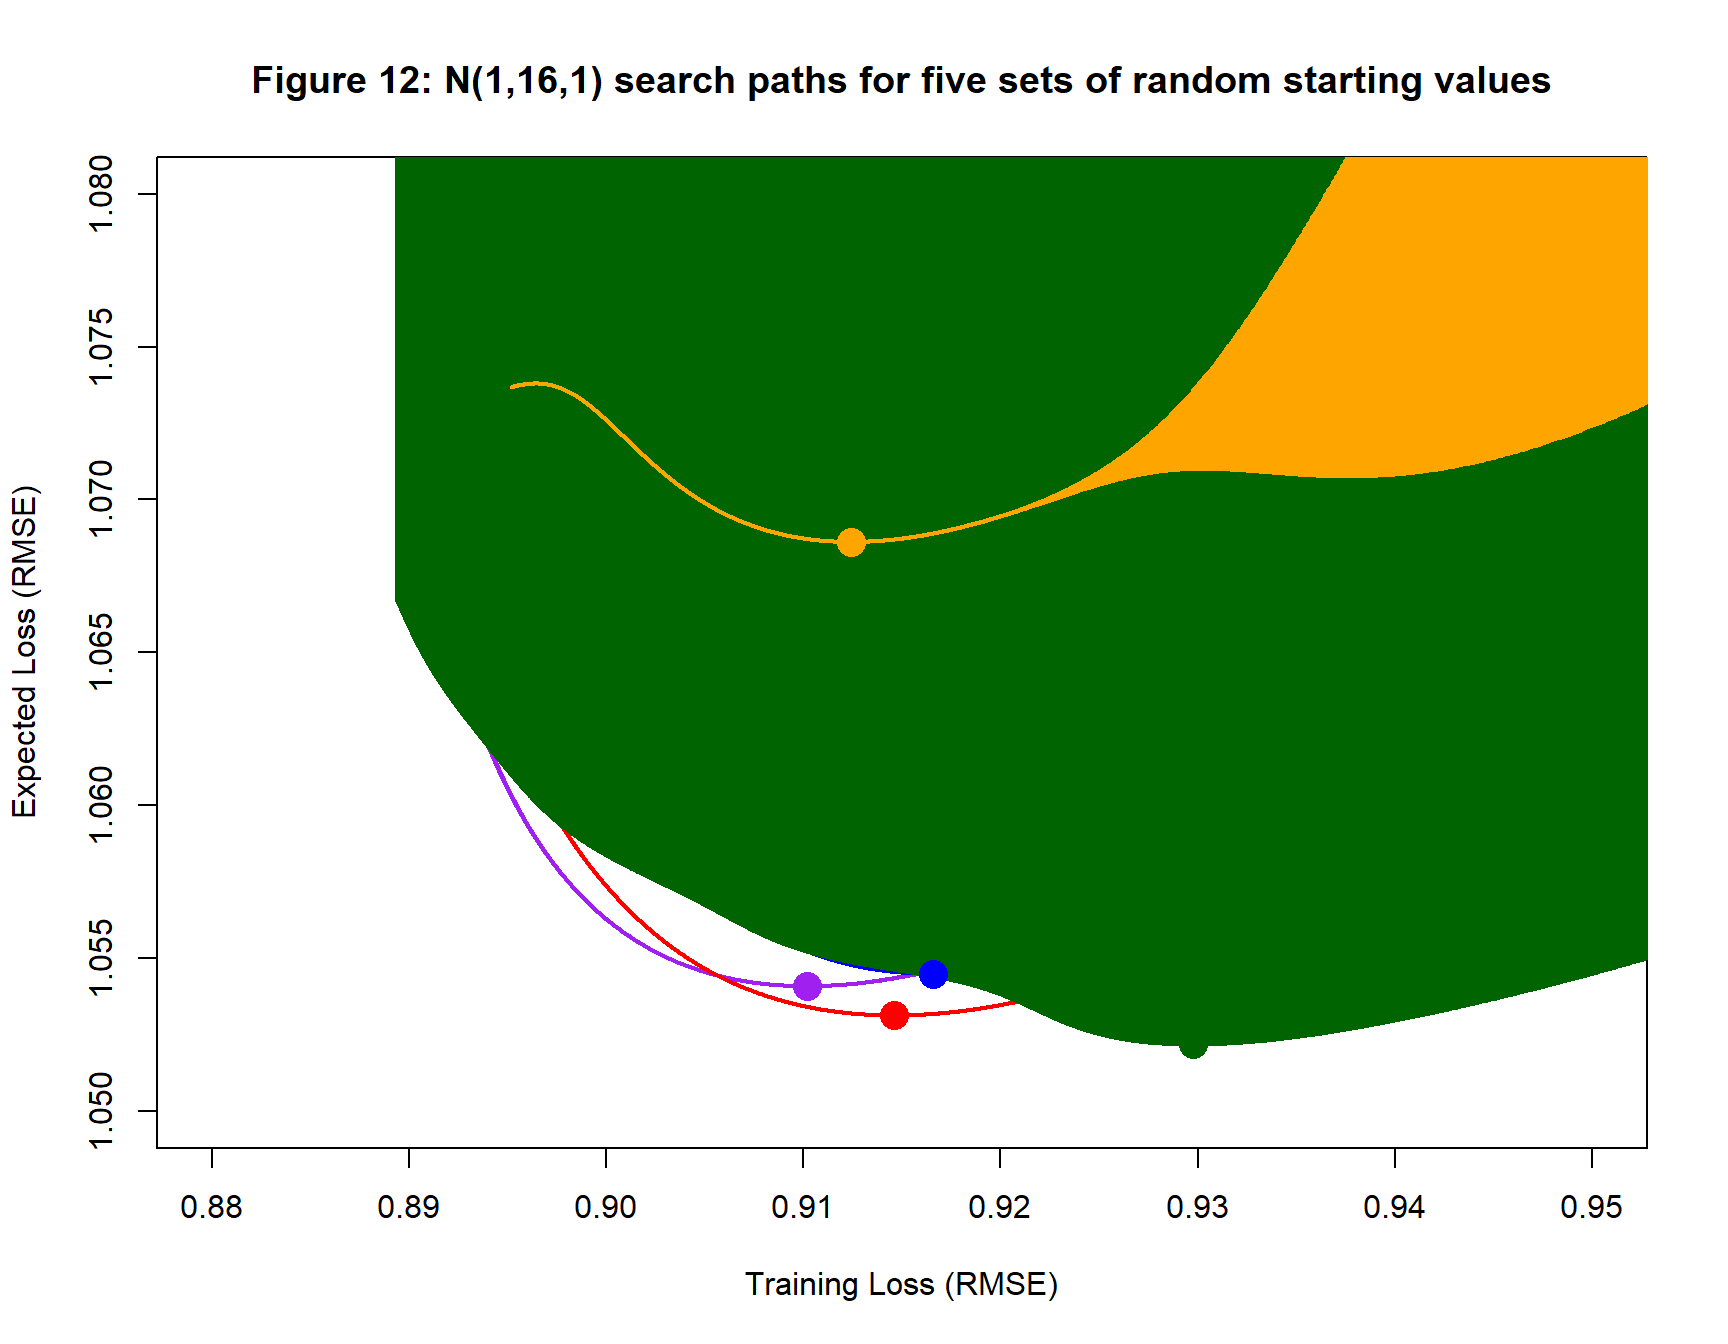 Figure 12: N(1,16,1) search paths for five sets of random starting values
1.080
1.075
1.070
1.065
1.060
1.055
1.050
Expected Loss (RMSE)
0.88 0.89 0.90 0.91 0.92 0.93 0.94 0.95
Training Loss (RMSE)